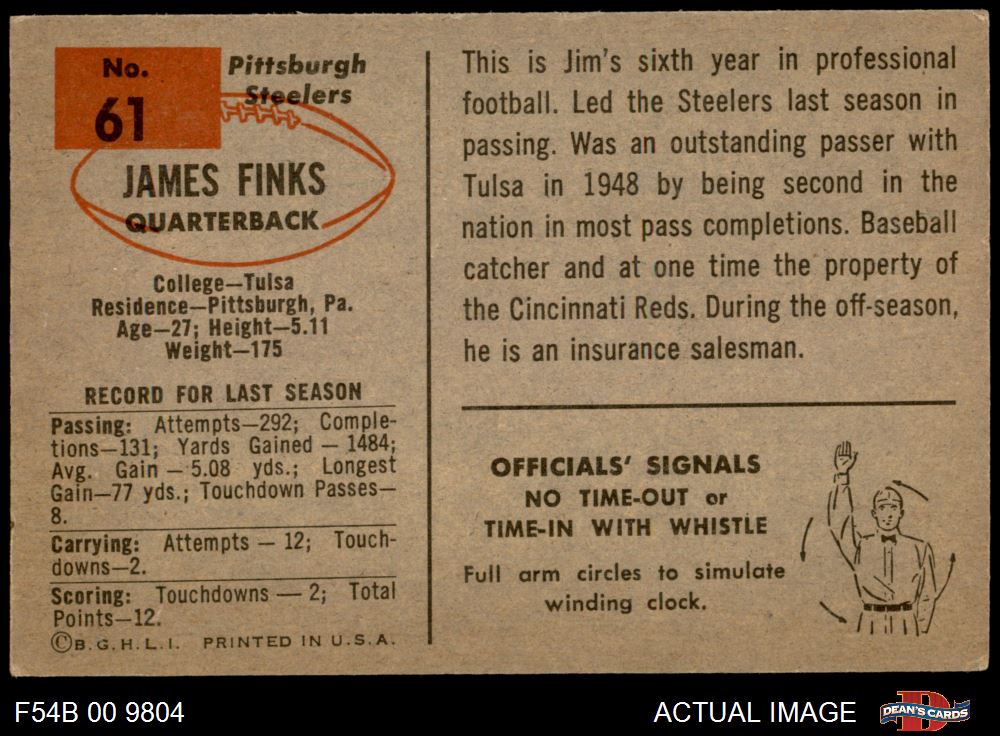 No.
61
Pittsburgh
Steelers
JAMES FINKS
QUARTERBACK
College—Tulsa
Residence—Pittsburgh, Pa.
Age—27; Height—5.11
Weight—175
RECORD FOR LAST SEASON
Passing: Attempts—292; Comple-
tions—131; Yards Gained — 1484;
Avg. Gain — 5.08 yds.; Longest
Gain—77 yds.; Touchdown Passes—
8.
Carrying: Attempts — 12; Touch-
downs—2.
Scoring: Touchdowns — 2; Total
Points—12.
©B.G.H.L.I. PRINTED IN U.S.A.
This is Jim's sixth year in professional
football. Led the Steelers last season in
passing. Was an outstanding passer with
Tulsa in 1948 by being second in the
nation in most pass completions. Baseball
catcher and at one time the property of
the Cincinnati Reds. During the off-season,
he is an insurance salesman.
OFFICIALS' SIGNALS
NO TIME-OUT or
TIME-IN WITH WHISTLE
Full arm circles to simulate
winding clock.
F54B 00 9804
ACTUAL IMAGE
D
DEAN'S CARDS